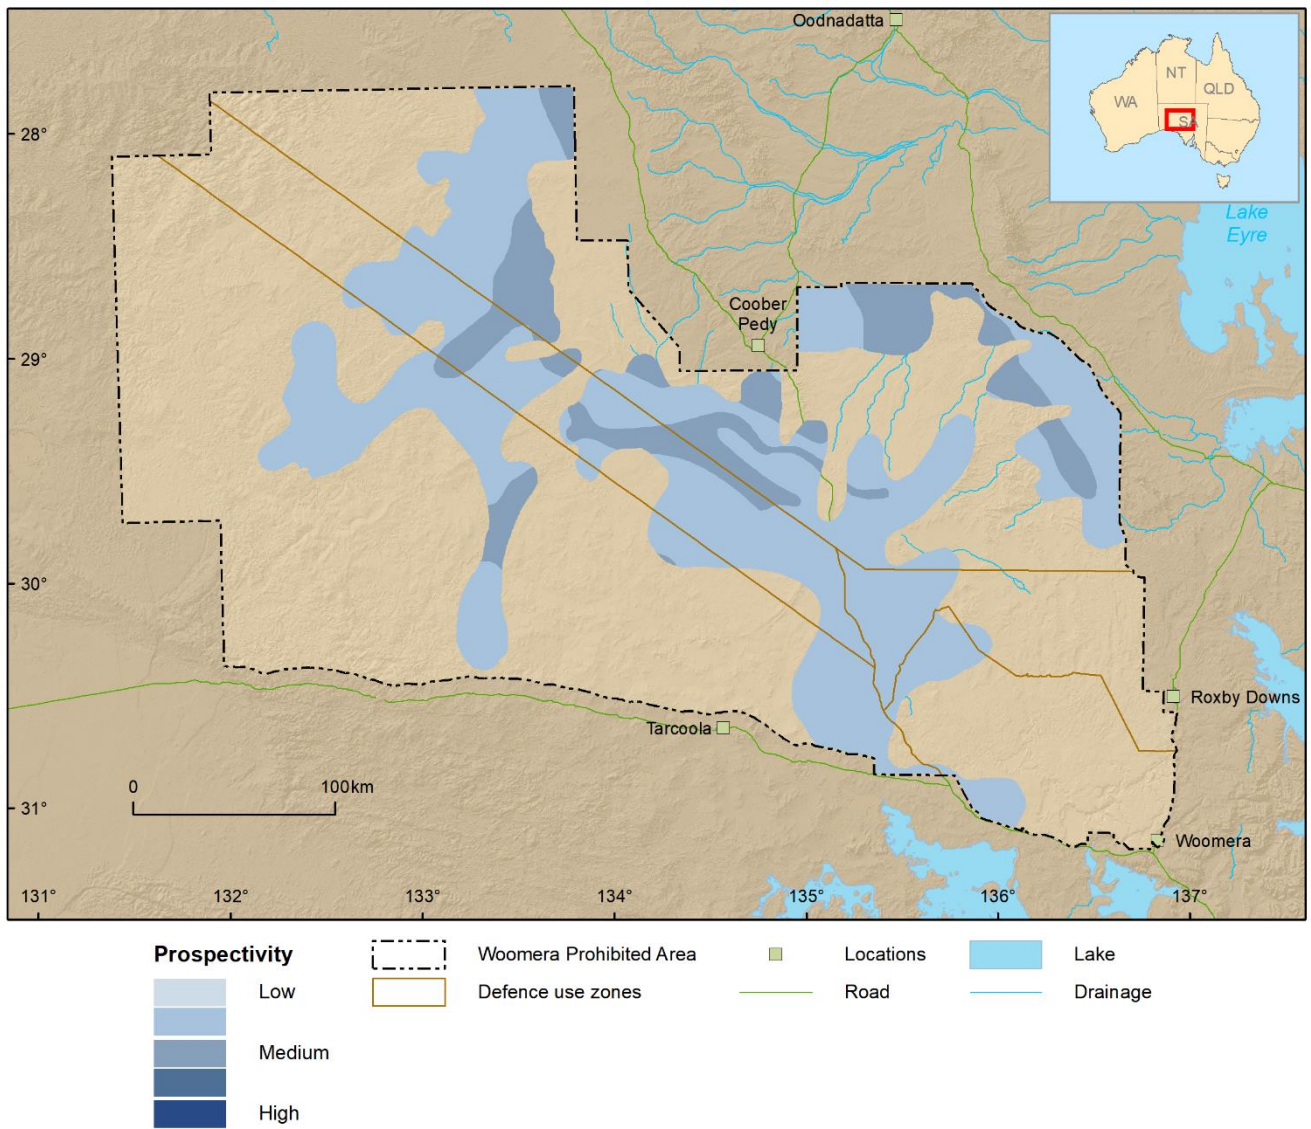 Oodnadatta
NT
WA
QLD
SA
28°
Lake
Eyre
Coober
Pedy
29°
30°
Roxby Downs
Tarcoola
0
100km
31°
Woomera
131°
132°
133°
134°
135°
136°
137°
Prospectivity
Woomera Prohibited Area
Locations
Lake
Low
Defence use zones
Road
Drainage
Medium
High